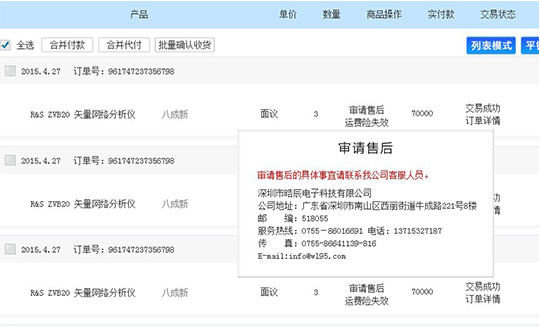 产品 单价 数量 商品操作 实付款 交易状态
全选 合并付款 合并代付 批量确认收货 列表模式
2015.4.27 订单号: 961747237356798
R&S ZVB20 矢量网络分析仪 八成新 面议 3 审请售后 70000 交易成功
运费险失效 订单详情
2015.4.27 订单号: 961747237356798
R&S ZVB20 矢量网络分析仪 八成新
审请售后
审请售后的具体事宜请联系我公司客服人员。
深圳市晧辰电子科技有限公司
公司地址:广东省深圳市南山区西丽街道牛成路221号8楼
邮 编:518055
服务热线:0755-86016691 电话:13715327187
传 真:0755-86641139-816
E-mail:info@wl95.com
2015.4.27 订单号: 961747237356798
R&S ZVB20 矢量网络分析仪 八成新 面议 3 审请售后 70000 交易成功
运费险失效 订单详情